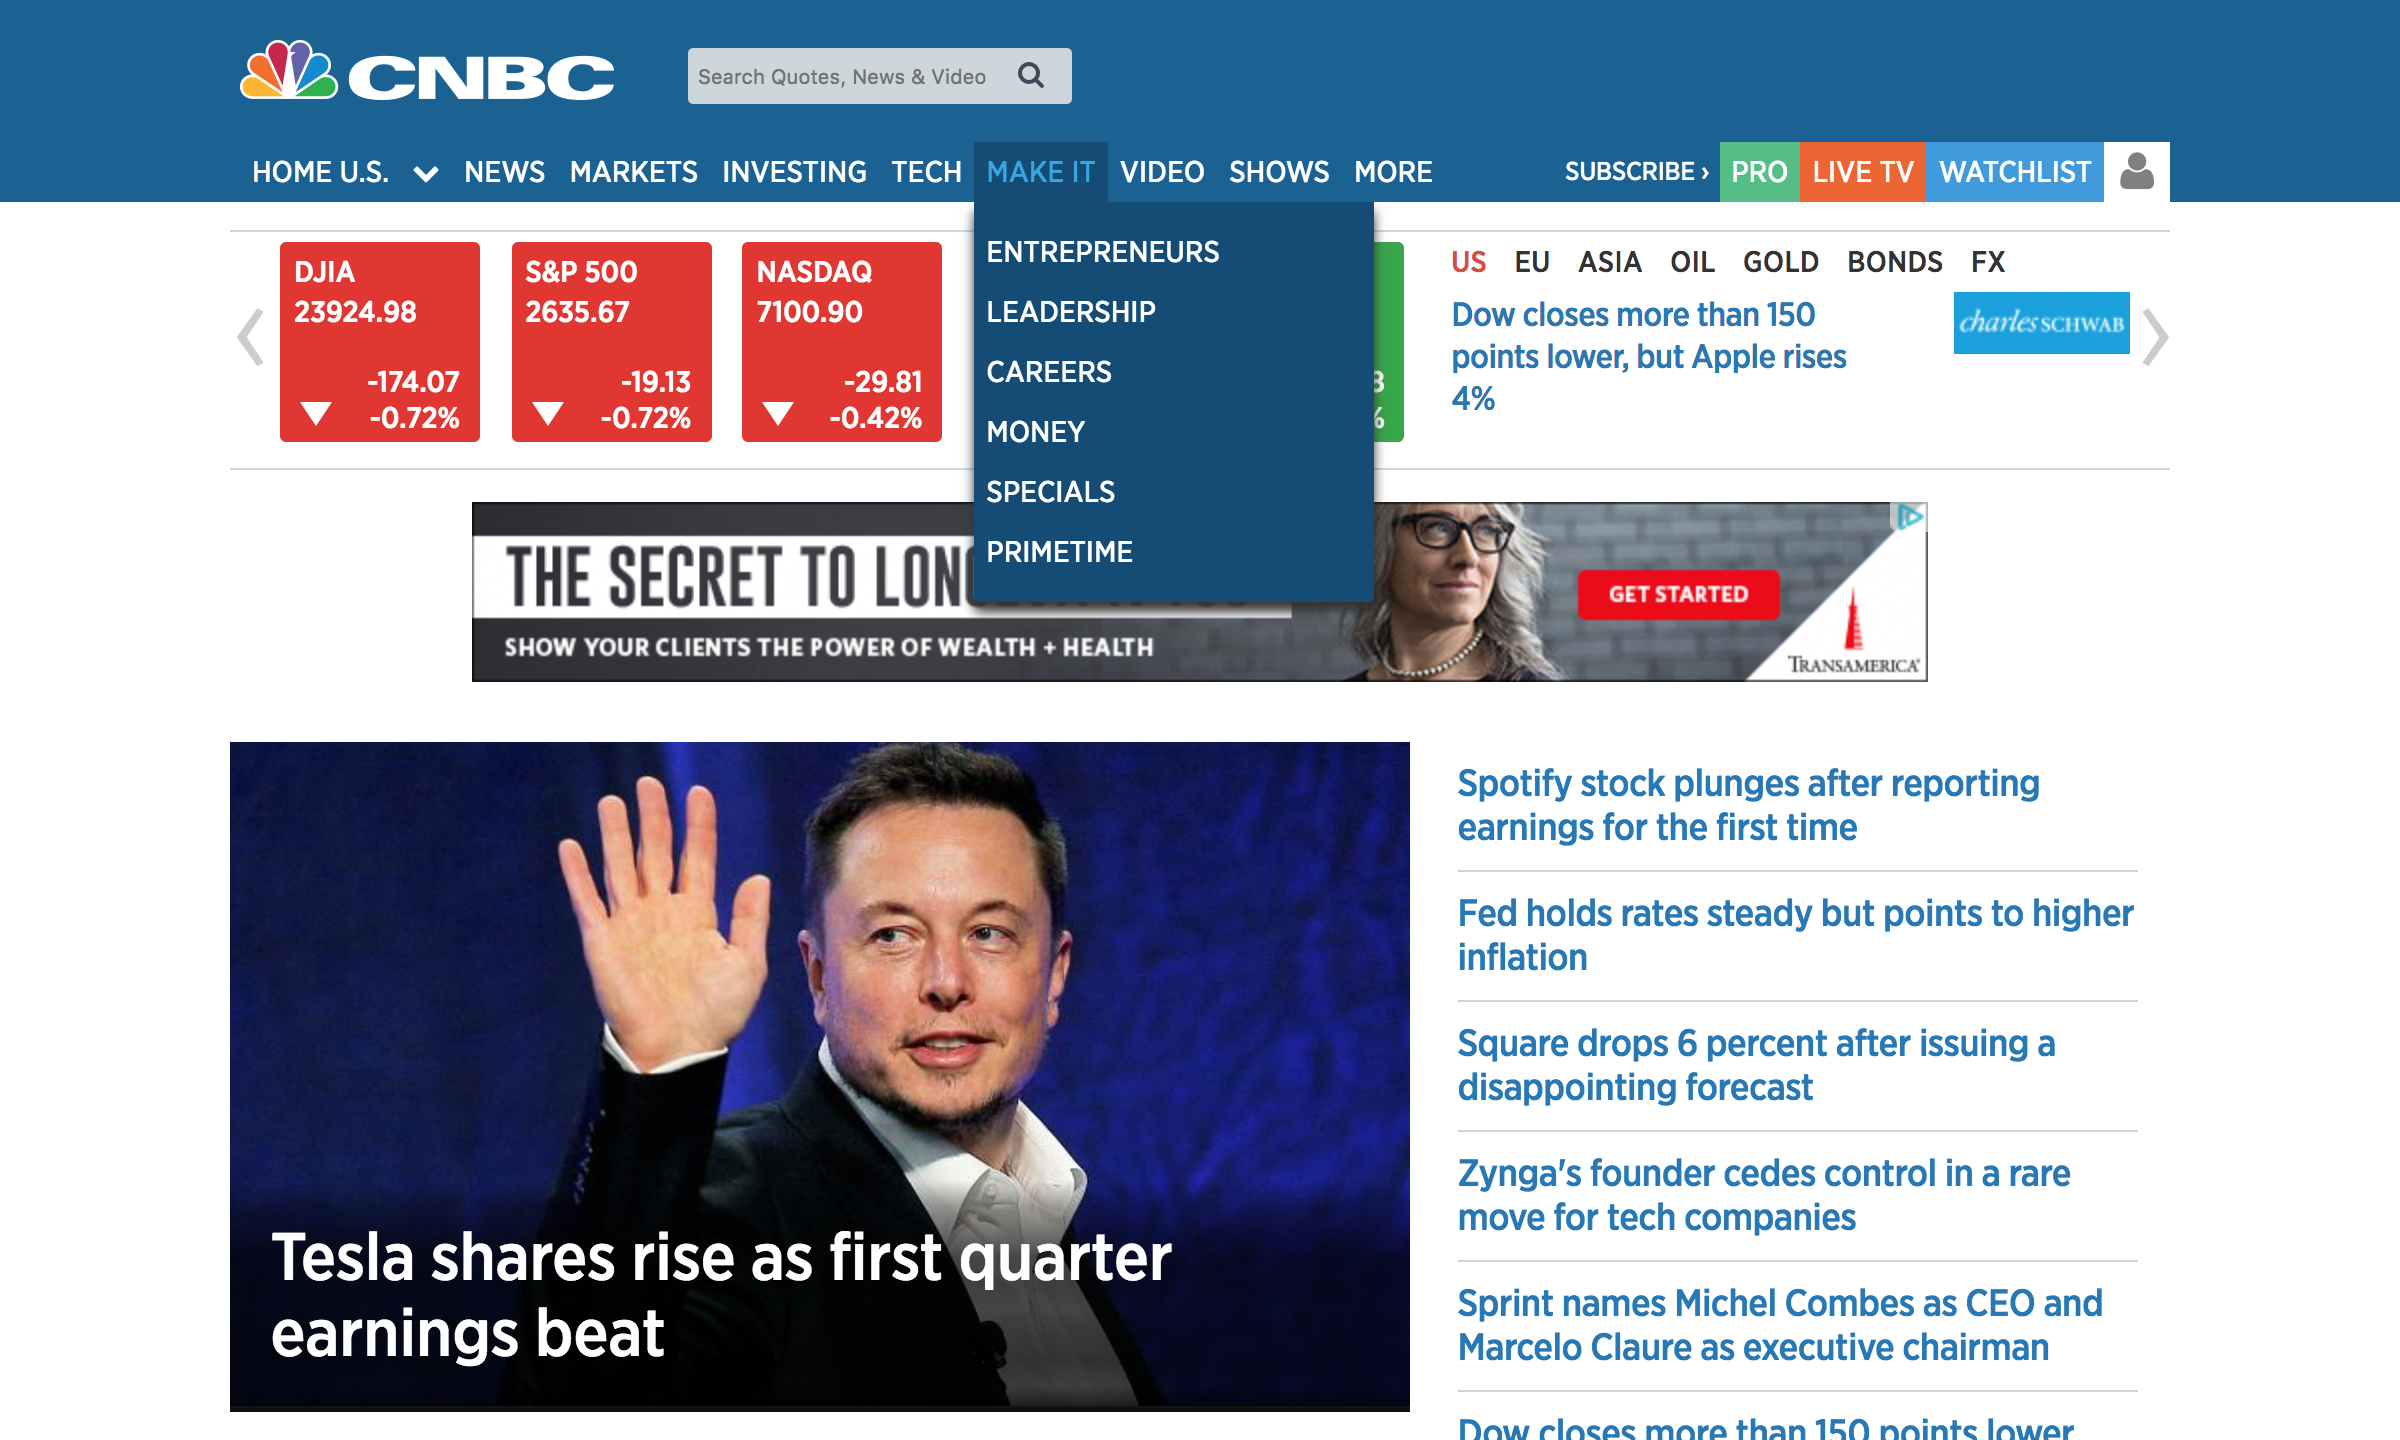 CNBC
Search Quotes, News & Video
HOME U.S. NEWS MARKETS INVESTING TECH MAKE IT VIDEO SHOWS MORE SUBSCRIBE › PRO LIVE TV WATCHLIST
ENTREPRENEURS
LEADERSHIP
CAREERS
MONEY
SPECIALS
PRIMETIME
DJIA
23924.98
-174.07
-0.72%
S&P 500
2635.67
-19.13
-0.72%
NASDAQ
7100.90
-29.81
-0.42%
US EU ASIA OIL GOLD BONDS FX
Dow closes more than 150
points lower, but Apple rises
4%
charles SCHWAB
THE SECRET TO
SHOW YOUR CLIENTS THE POWER OF WEALTH + HEALTH
GET STARTED
TRANSAMERICA
Tesla shares rise as first quarter
earnings beat
Spotify stock plunges after reporting
earnings for the first time
Fed holds rates steady but points to higher
inflation
Square drops 6 percent after issuing a
disappointing forecast
Zynga's founder cedes control in a rare
move for tech companies
Sprint names Michel Combes as CEO and
Marcelo Claure as executive chairman
Dow closes more than 150 points lower